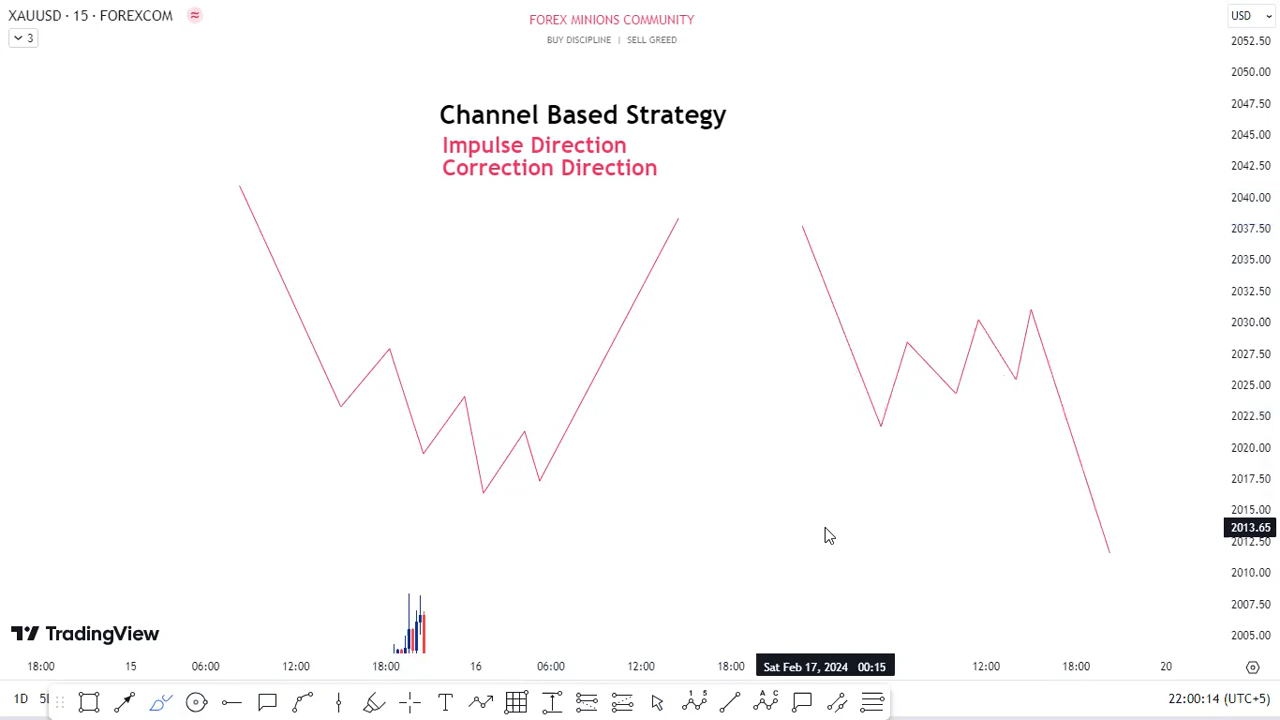 XAUUSD · 15 · FOREXCOM
3
FOREX MINIONS COMMUNITY
BUY DISCIPLINE | SELL GREED
USD
Channel Based Strategy
Impulse Direction
Correction Direction
2052.50
2050.00
2047.50
2045.00
2042.50
2040.00
2037.50
2035.00
2032.50
2030.00
2027.50
2025.00
2022.50
2020.00
2017.50
2015.00
2013.65
2012.50
2010.00
2007.50
2005.00
TradingView
18:00 15 06:00 12:00 18:00 16 06:00 12:00 18:00 Sat Feb 17, 2024 00:15 12:00 18:00 20
1D 22:00:14 (UTC+5)